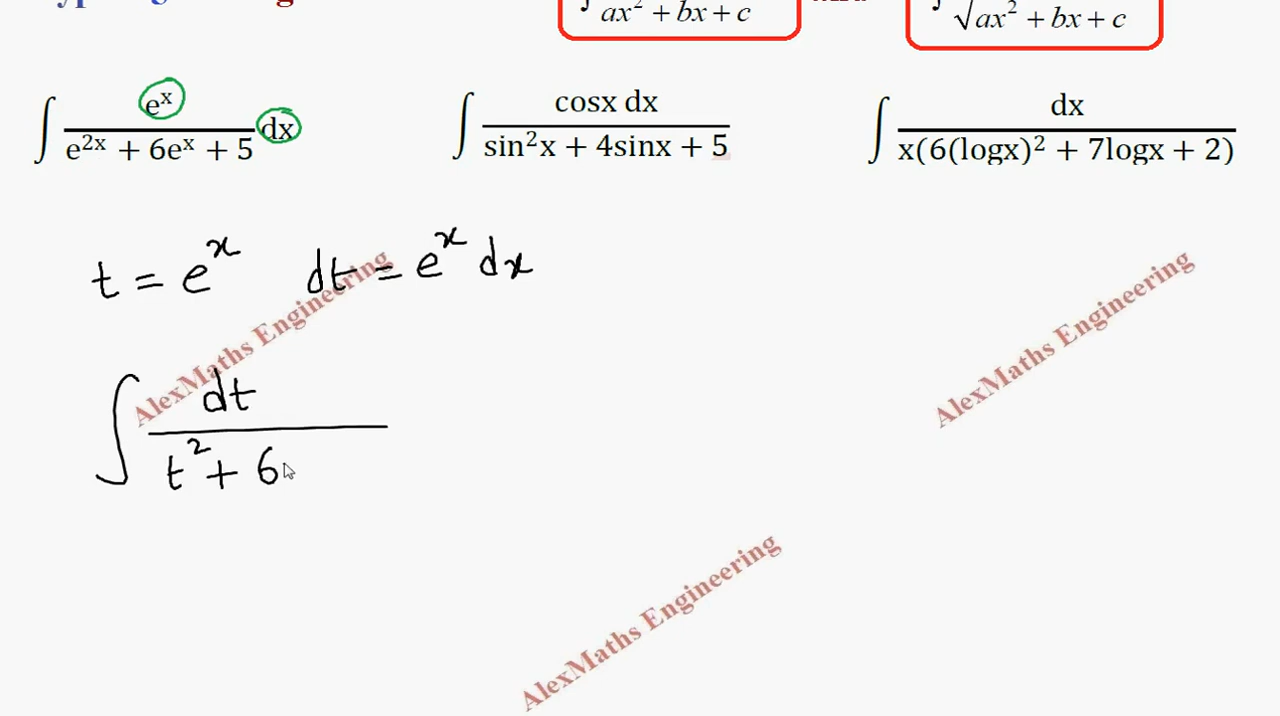 ax² + bx + c
√ax² + bx + c
∫ eˣ / e²ˣ + 6eˣ + 5 dx
∫ cosx dx / sin²x + 4sinx + 5
∫ dx / x(6(logx)² + 7logx + 2)
t = eˣ dt = eˣ dx
∫ dt / t² + 6
AlexMaths Engineering
AlexMaths Engineering
AlexMaths Engineering